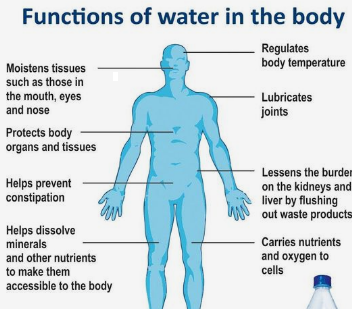 Functions of water in the body
Moistens tissues
such as those in
the mouth, eyes
and nose
Protects body
organs and tissues
Helps prevent
constipation
Helps dissolve
minerals
and other nutrients
to make them
accessible to the body
Regulates
body temperature
Lubricates
joints
Lessens the burden
on the kidneys and
liver by flushing
out waste products
Carries nutrients
and oxygen to
cells